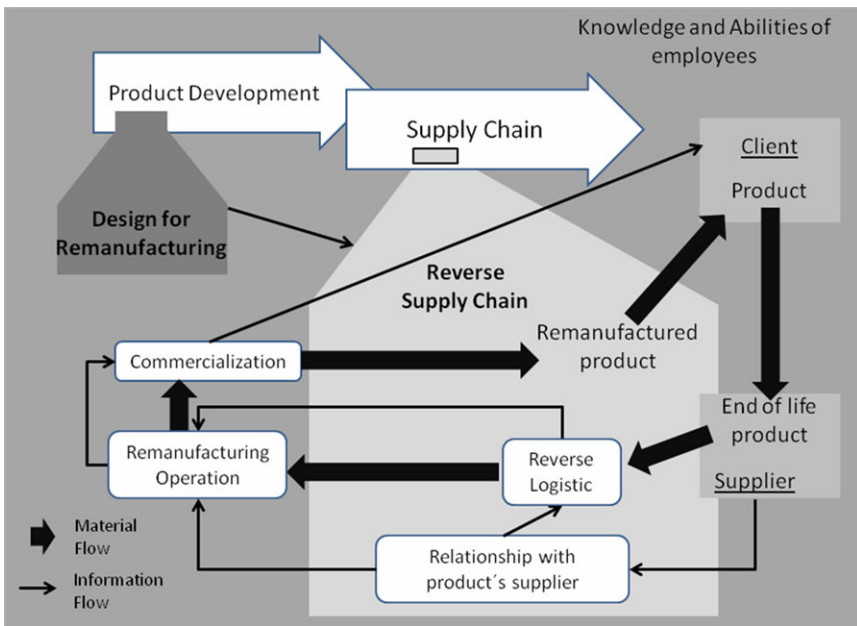 Knowledge and Abilities of
employees
Product Development
Supply Chain
Client
Product
Design for
Remanufacturing
Reverse
Supply Chain
Remanufactured
product
Commercialization
End of life
product
Supplier
Remanufacturing
Operation
Reverse
Logistic
Relationship with
product´s supplier
Material
Flow
Information
Flow